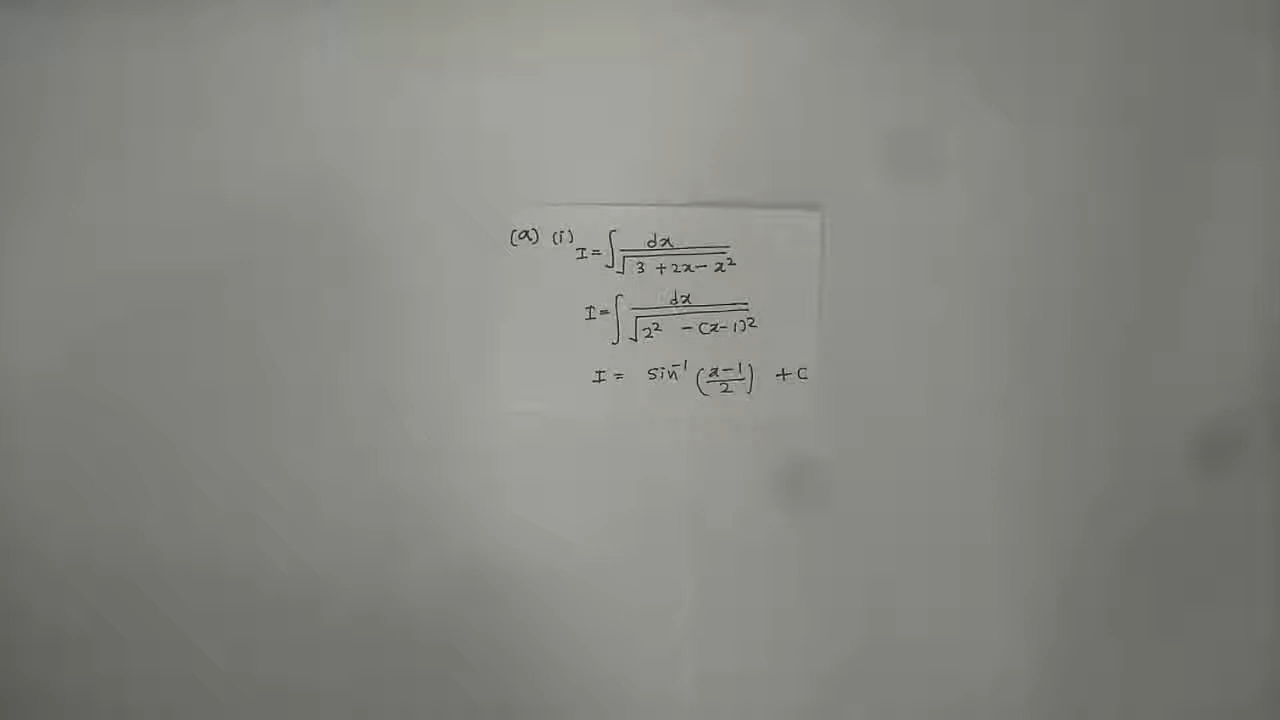 (a) (i) I = ∫ dx / √(3 + 2x − x²)
I = ∫ dx / √(2² − (x−1)²)
I = sin⁻¹ ((x−1)/2) + C